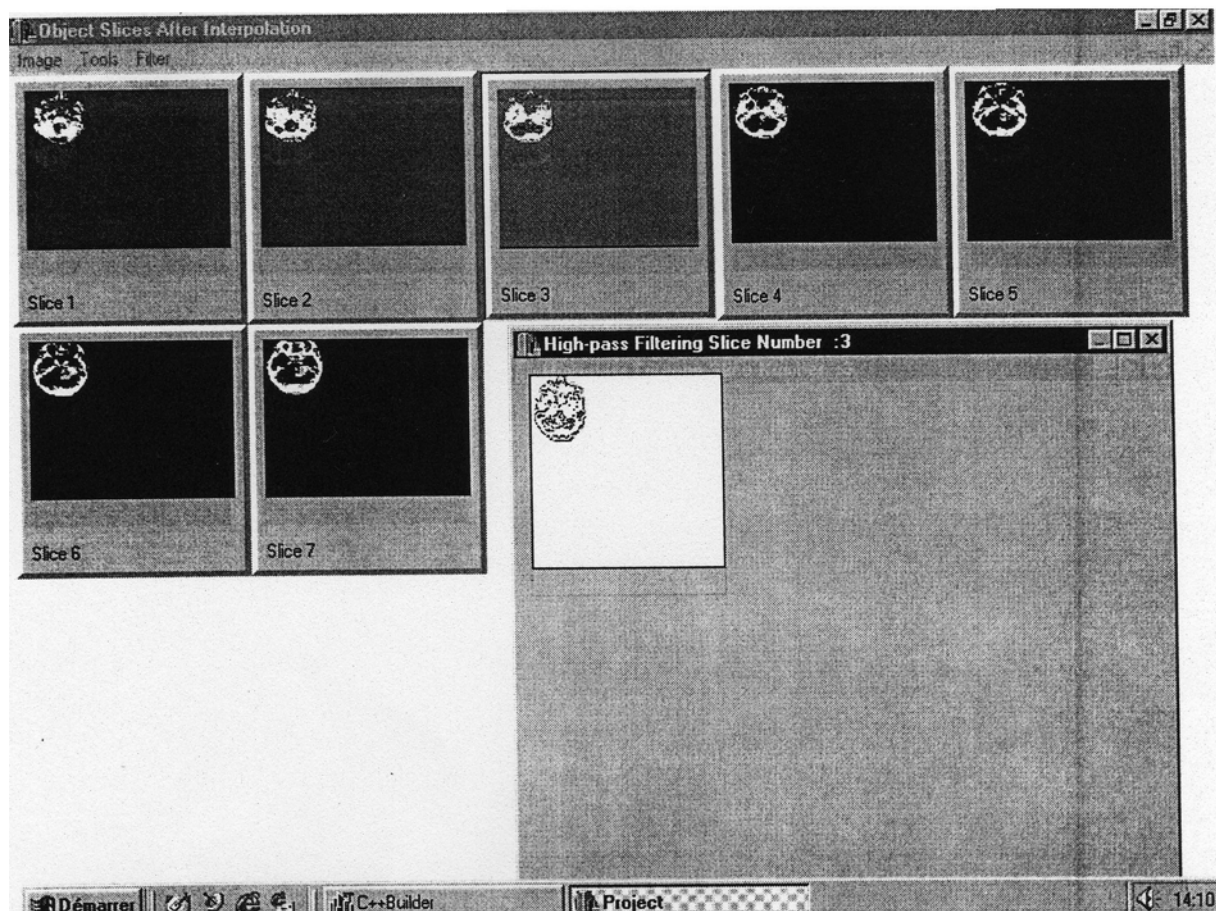 Object Slices After Interpolation
Image Tools Filter
Slice 1
Slice 2
Slice 3
Slice 4
Slice 5
High-pass Filtering Slice Number :3
Slice 6
Slice 7
Démarrer
C++Builder
Project
14:10